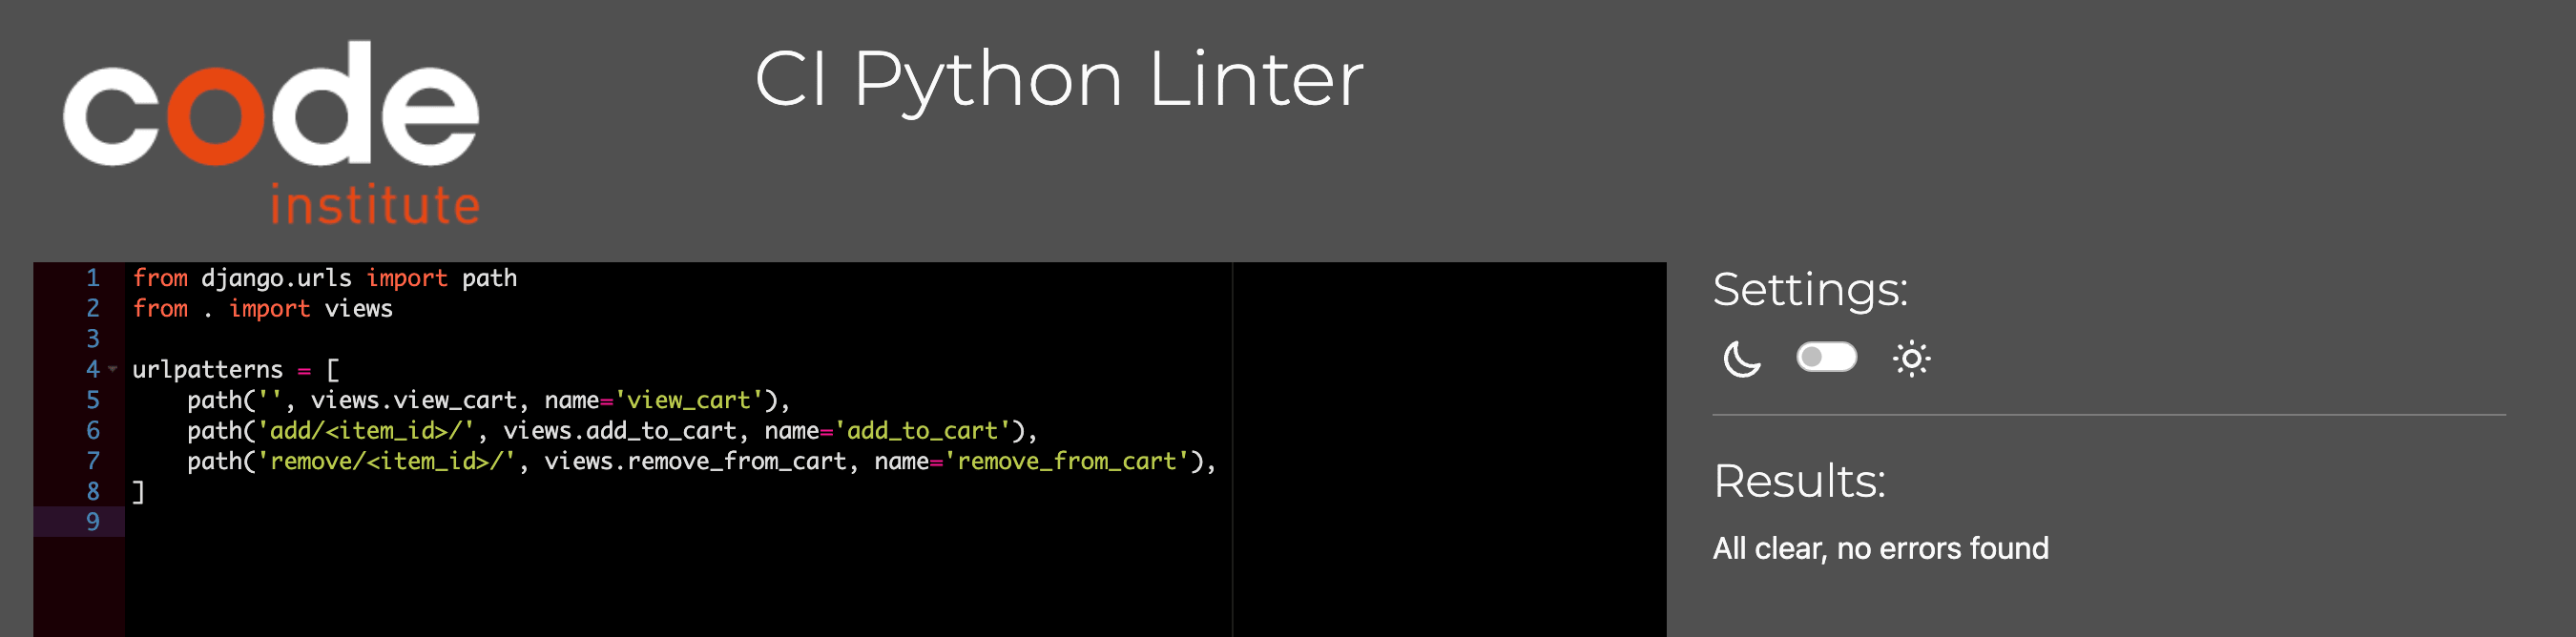 code
institute
CI Python Linter
1 from django.urls import path
2 from . import views
3
4 urlpatterns = [
5     path('', views.view_cart, name='view_cart'),
6     path('add/<item_id>/', views.add_to_cart, name='add_to_cart'),
7     path('remove/<item_id>/', views.remove_from_cart, name='remove_from_cart'),
8 ]
9
Settings:
Results:
All clear, no errors found